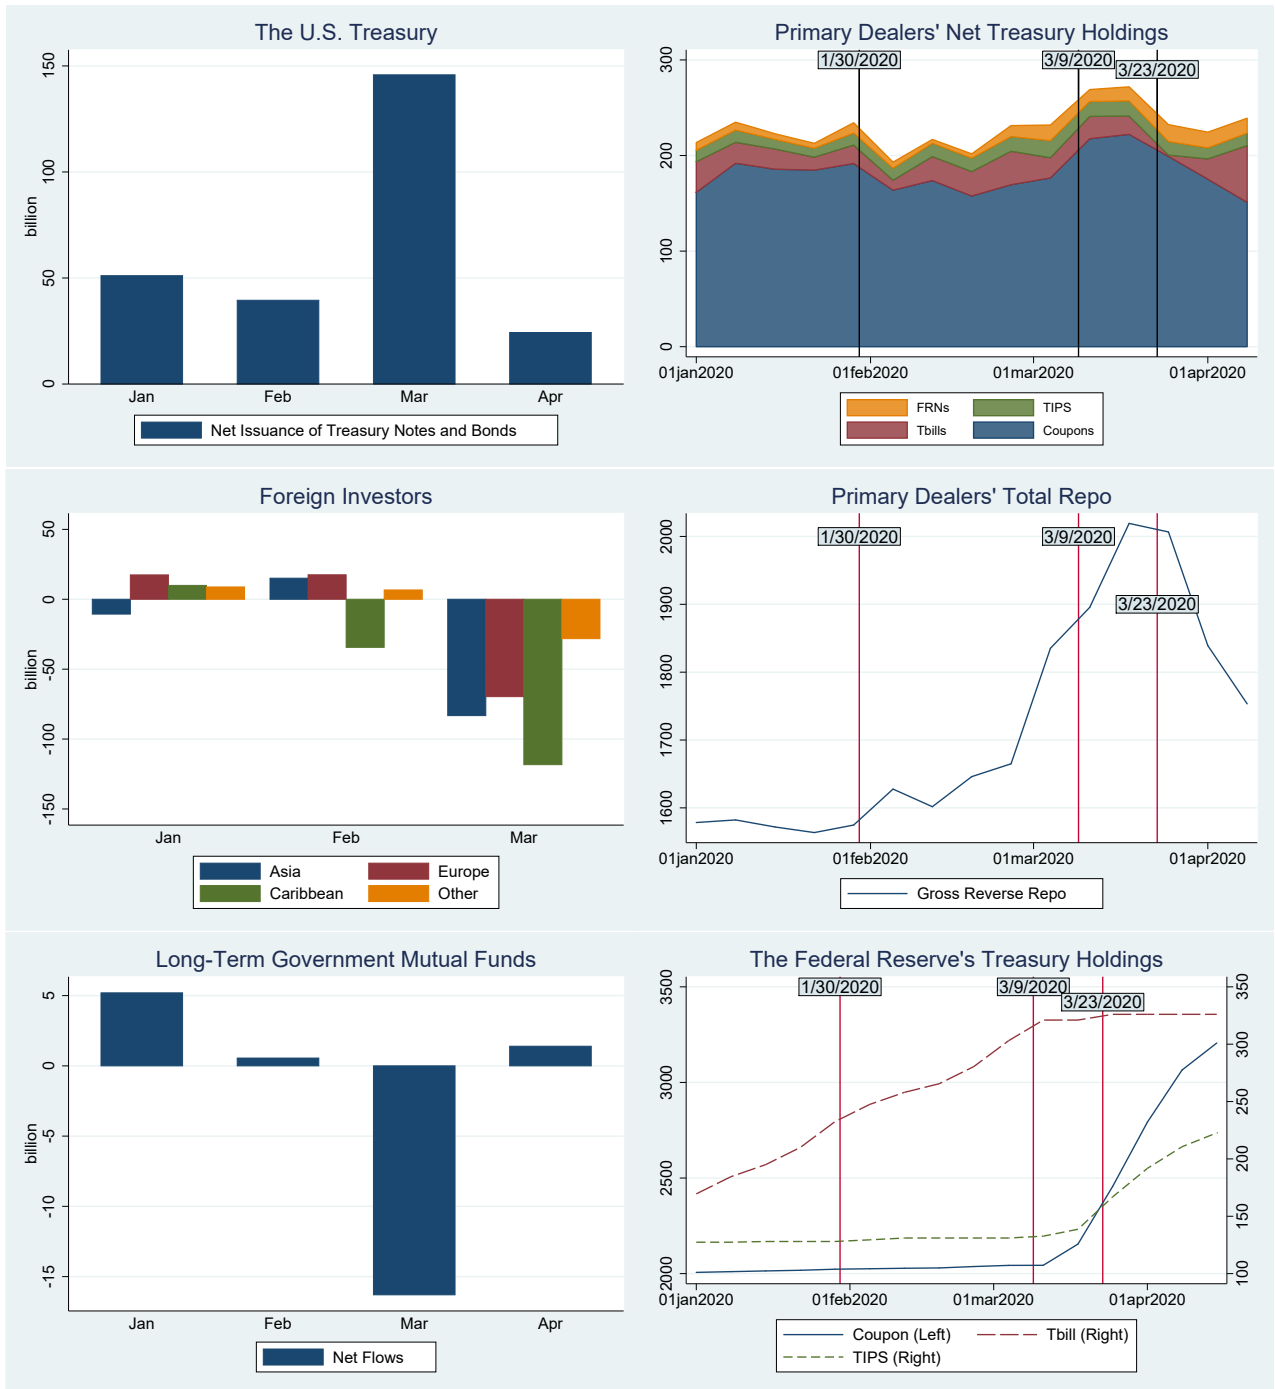 The U.S. Treasury
billion
150
100
50
0
Jan Feb Mar Apr
Net Issuance of Treasury Notes and Bonds
Primary Dealers' Net Treasury Holdings
1/30/2020 3/9/2020
3/23/2020
300
200
100
0
01jan2020 01feb2020 01mar2020 01apr2020
FRNs TIPS
Tbills Coupons
Foreign Investors
billion
50
0
-50
-100
-150
Jan Feb Mar
Asia Europe
Caribbean Other
Primary Dealers' Total Repo
1/30/2020 3/9/2020
3/23/2020
2000
1900
1800
1700
1600
01jan2020 01feb2020 01mar2020 01apr2020
Gross Reverse Repo
Long-Term Government Mutual Funds
billion
5
0
-5
-10
-15
Jan Feb Mar Apr
Net Flows
The Federal Reserve's Treasury Holdings
1/30/2020 3/9/2020
3/23/2020
3500
3000
2500
2000
350
300
250
200
150
100
01jan2020 01feb2020 01mar2020 01apr2020
Coupon (Left) Tbill (Right)
TIPS (Right)